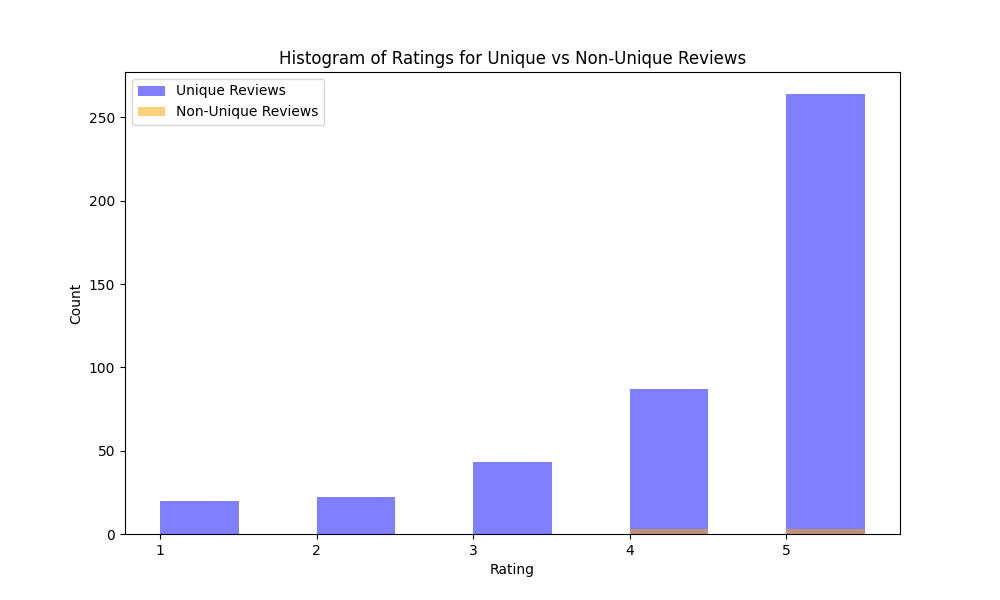 Histogram of Ratings for Unique vs Non-Unique Reviews
Unique Reviews
Non-Unique Reviews
250
200
150
100
50
0
Count
1 2 3 4 5
Rating